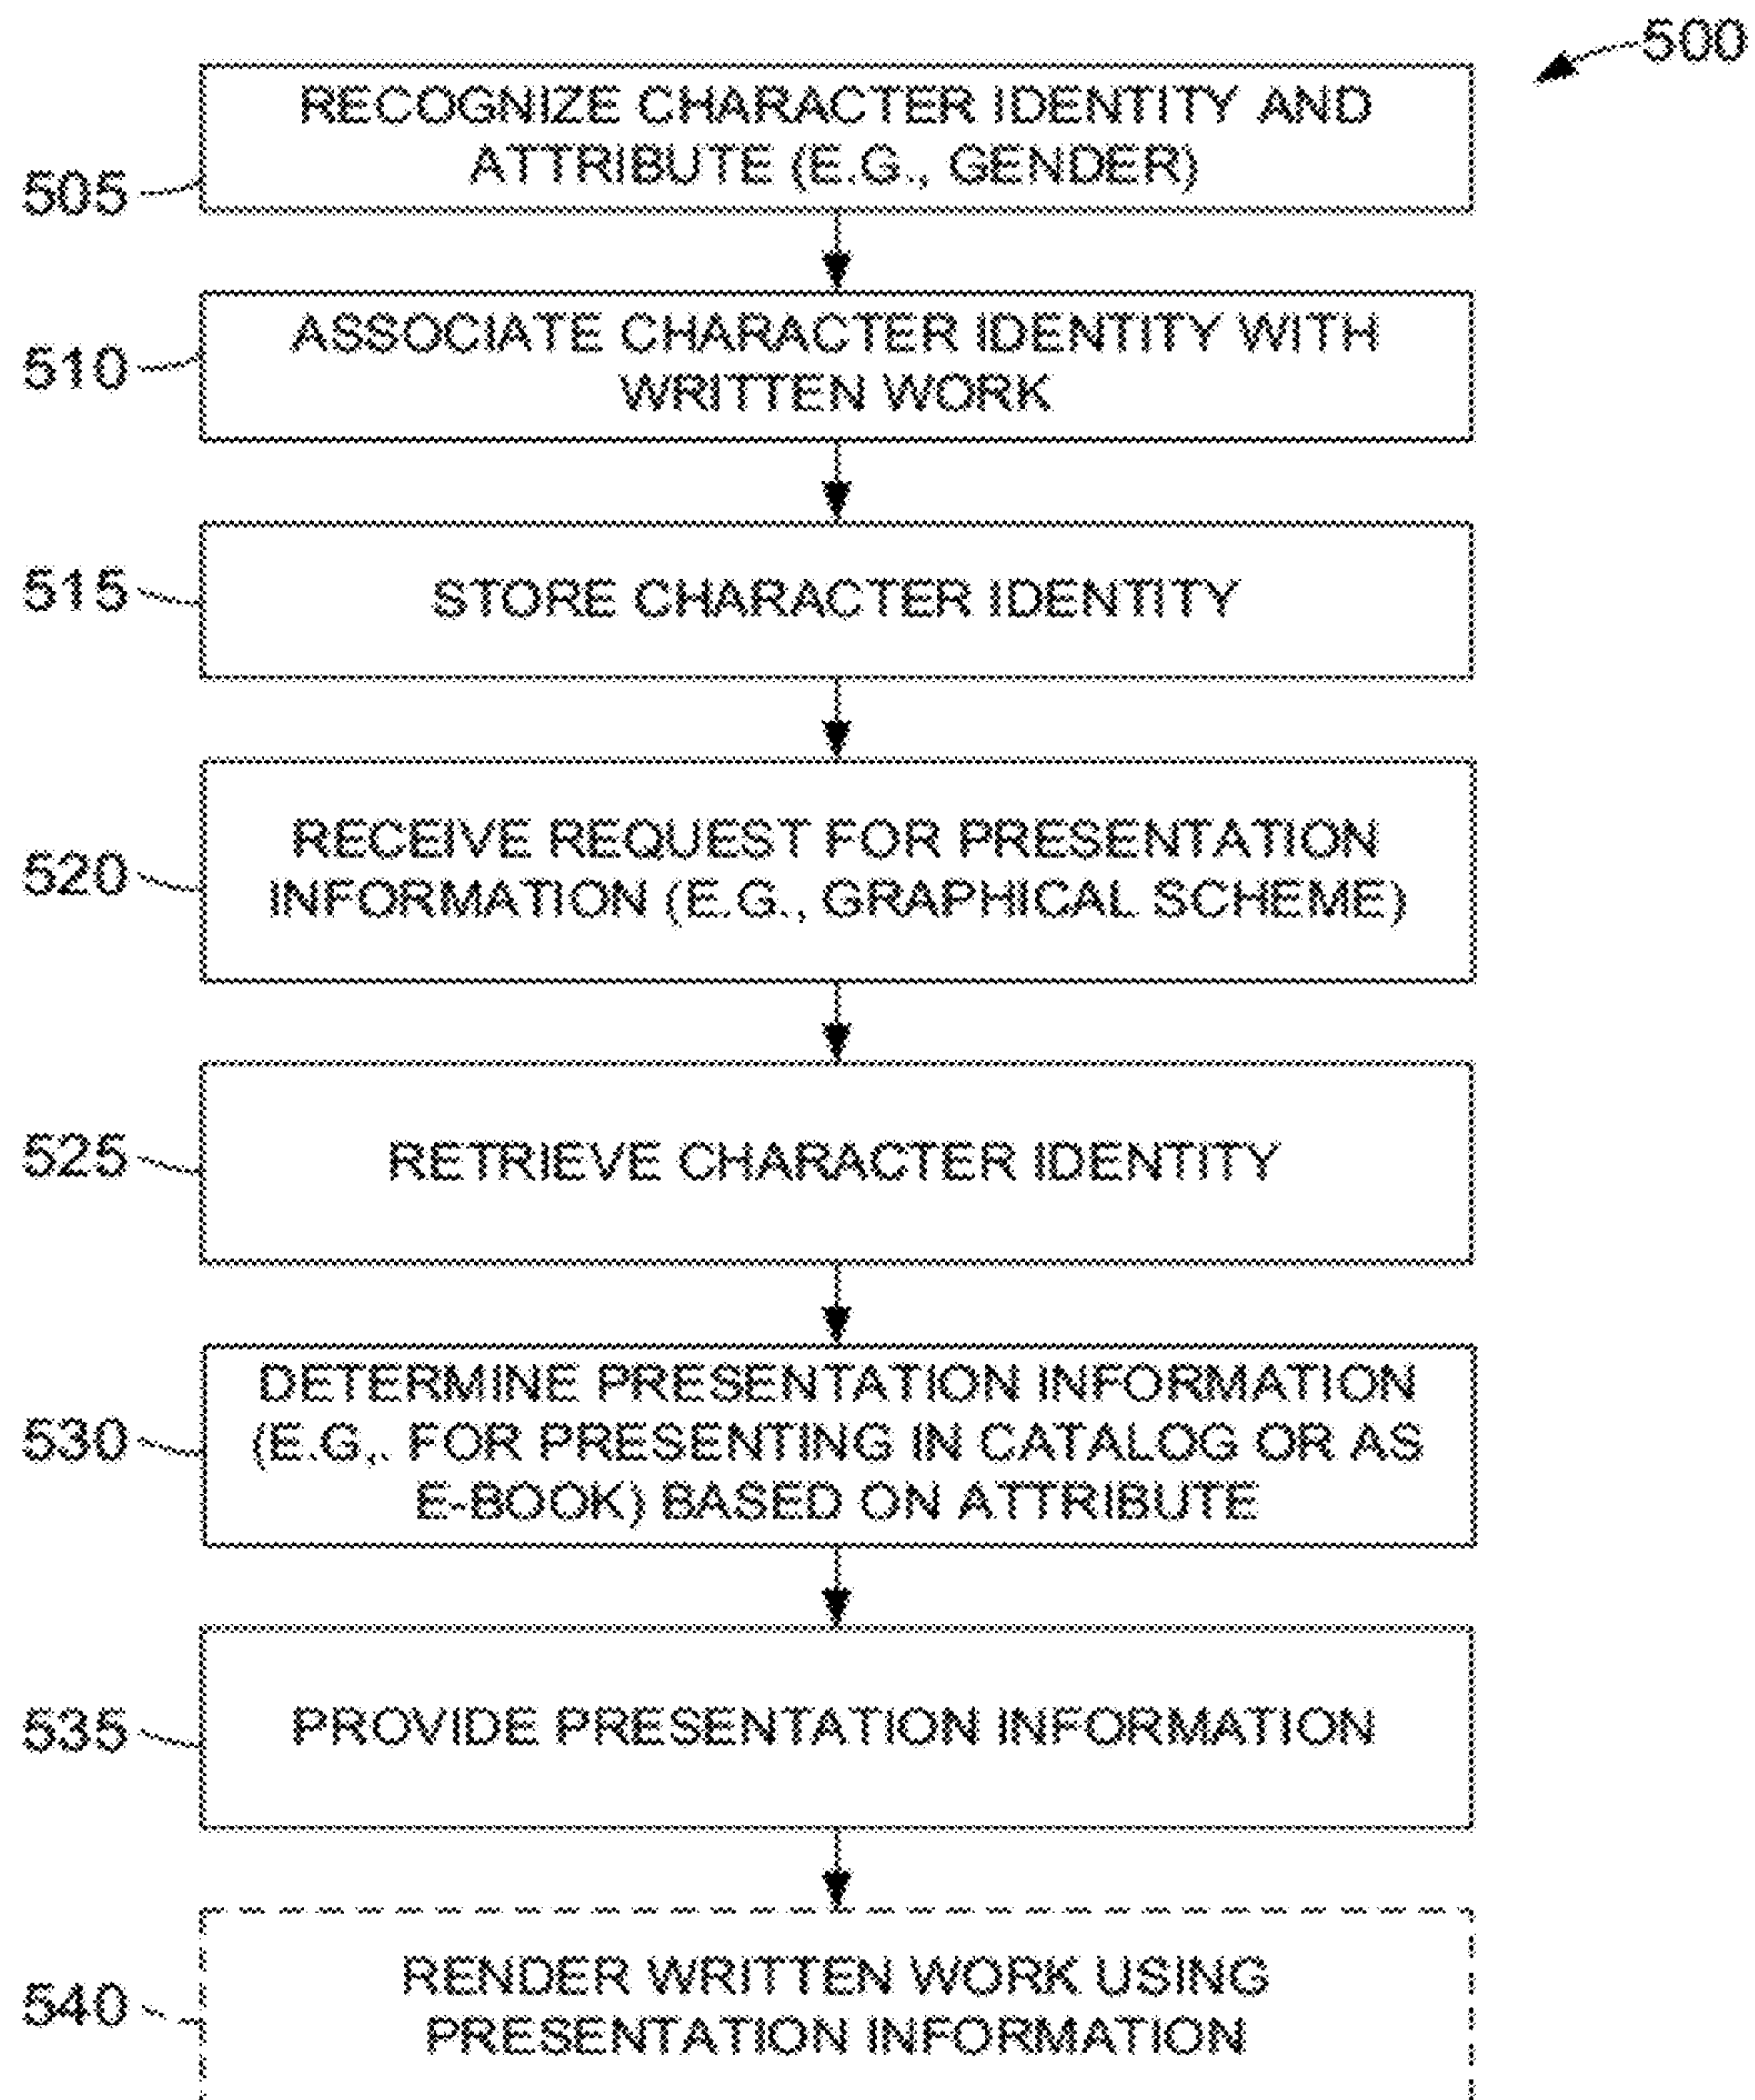 500
RECOGNIZE CHARACTER IDENTITY AND
ATTRIBUTE (E.G., GENDER)
505
ASSOCIATE CHARACTER IDENTITY WITH
WRITTEN WORK
510
515
STORE CHARACTER IDENTITY
RECEIVE REQUEST FOR PRESENTATION
INFORMATION (E.G., GRAPHICAL SCHEME)
520
525
RETRIEVE CHARACTER IDENTITY
DETERMINE PRESENTATION INFORMATION
(E.G,. FOR PRESENTING IN CATALOG OR AS
E-BOOK) BASED ON ATTRIBUTE
530
535
PROVIDE PRESENTATION INFORMATION
RENDER WRITTEN WORK USING
PRESENTATION INFORMATION
540